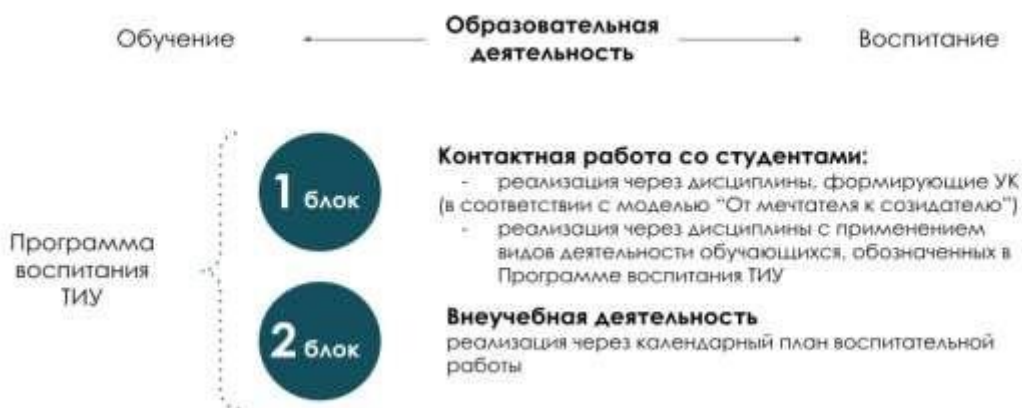 Обучение
Образовательная
деятельность
Воспитание
Программа
воспитания
ТИУ
1 блок
Контактная работа со студентами:
- реализация через дисциплины, формирующие УК
(в соответствии с моделью “От мечтателя к созидателю”)
- реализация через дисциплины с применением
видов деятельности обучающихся, обозначенных в
Программе воспитания ТИУ
2 блок
Внеучебная деятельность
реализация через календарный план воспитательной
работы